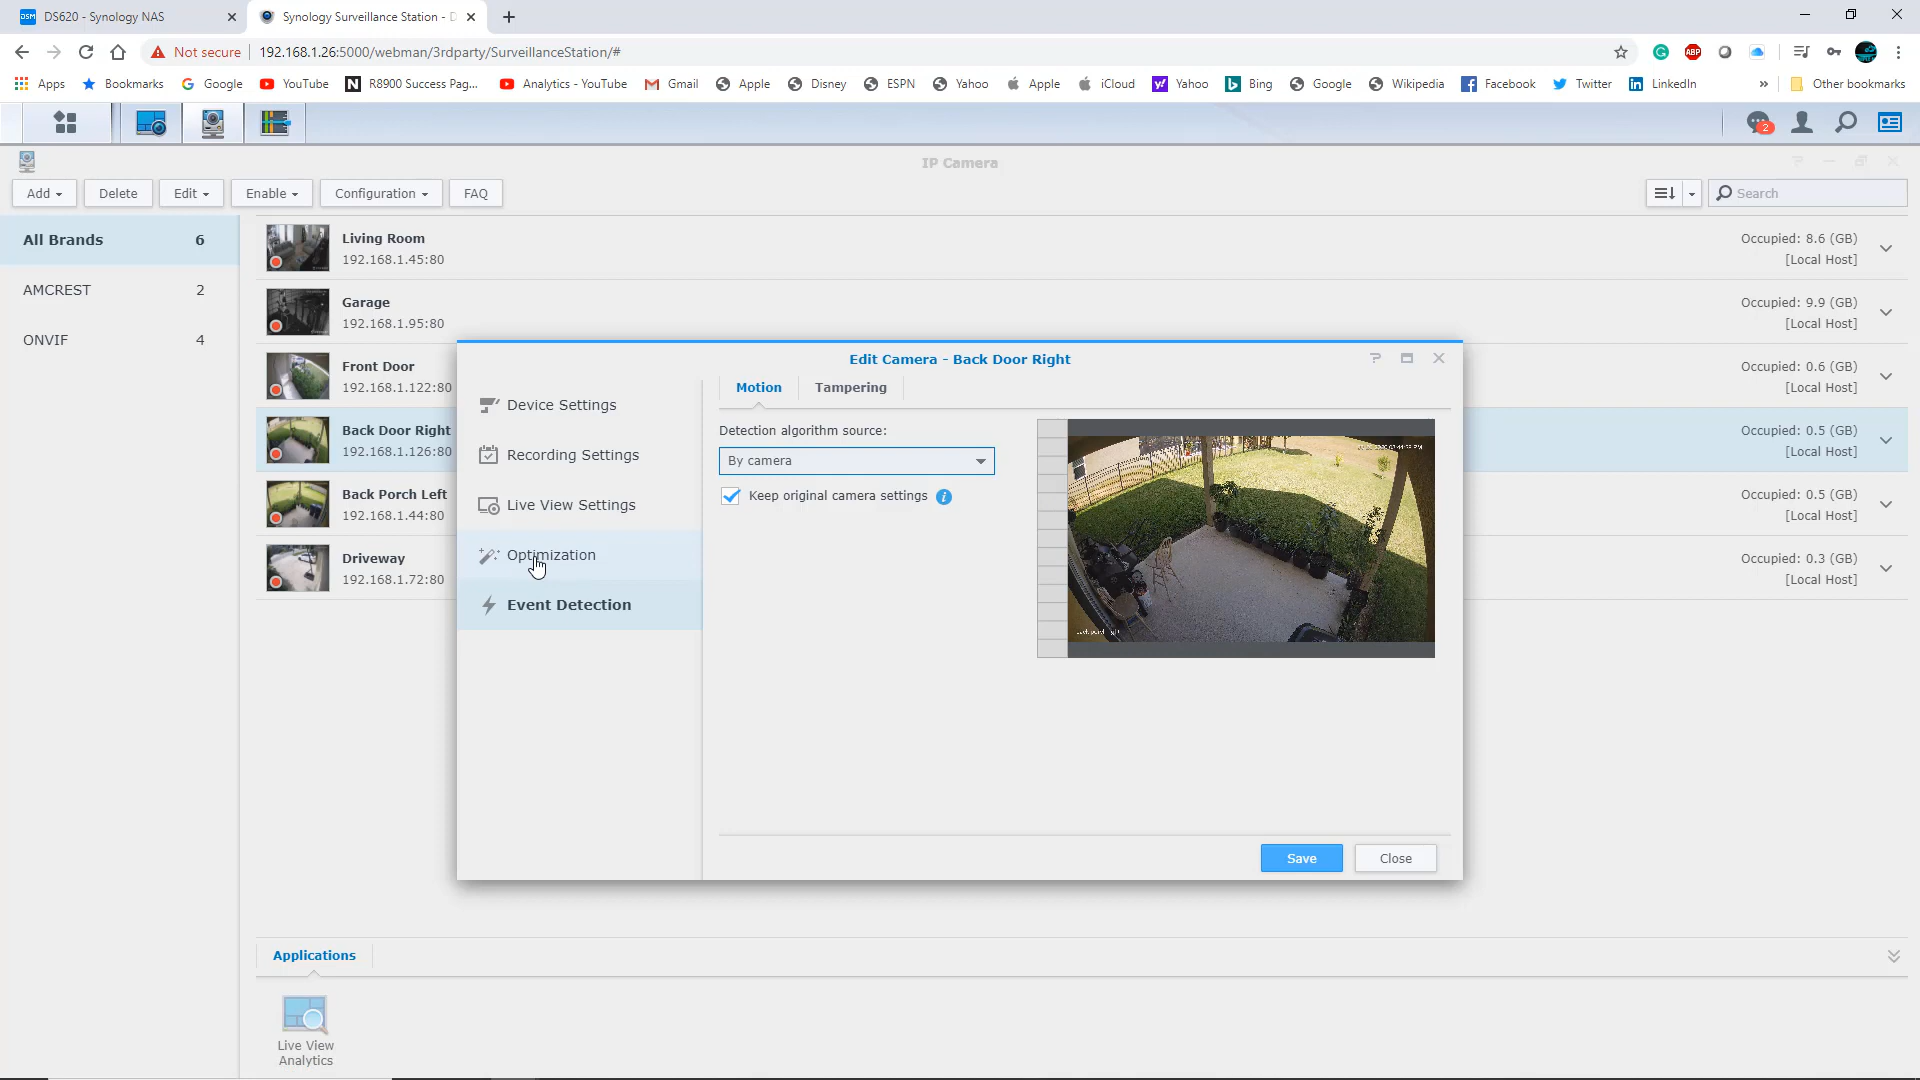 DSM DS620 - Synology NAS
Synology Surveillance Station - D
Not secure 192.168.1.26:5000/webman/3rdparty/SurveillanceStation/#
ABP
Apps Bookmarks Google YouTube R8900 Success Pag... Analytics - YouTube Gmail Apple Disney ESPN Yahoo Apple iCloud Yahoo Bing Google Wikipedia Facebook Twitter LinkedIn » Other bookmarks
2
IP Camera
Add Delete Edit Enable Configuration FAQ Search
All Brands 6
AMCREST 2
ONVIF 4
Living Room
192.168.1.45:80
Occupied: 8.6 (GB)
[Local Host]
Garage
192.168.1.95:80
Occupied: 9.9 (GB)
[Local Host]
Front Door
192.168.1.122:80
Occupied: 0.6 (GB)
[Local Host]
Back Door Right
192.168.1.126:80
Occupied: 0.5 (GB)
[Local Host]
Back Porch Left
192.168.1.44:80
Occupied: 0.5 (GB)
[Local Host]
Driveway
192.168.1.72:80
Occupied: 0.3 (GB)
[Local Host]
Edit Camera - Back Door Right
Device Settings
Recording Settings
Live View Settings
Optimization
Event Detection
Motion Tampering
Detection algorithm source:
By camera
Keep original camera settings
Save Close
Applications
Live View
Analytics